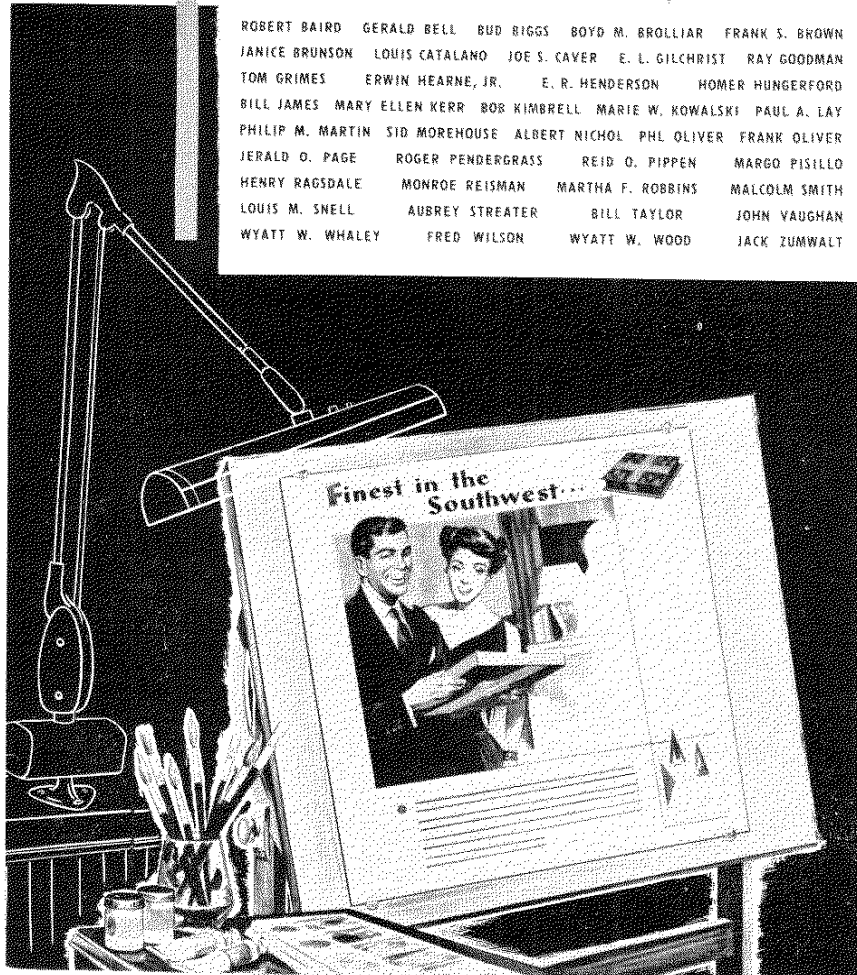 ROBERT BAIRD GERALD BELL BUD BIGGS BOYD M. BROLLIAR FRANK S. BROWN
JANICE BRUNSON LOUIS CATALANO JOE S. CAVER E. L. GILCHRIST RAY GOODMAN
TOM GRIMES ERWIN HEARNE, JR. E. R. HENDERSON HOMER HUNGERFORD
BILL JAMES MARY ELLEN KERR BOB KIMBRELL MARIE W. KOWALSKI PAUL A. LAY
PHILIP M. MARTIN SID MOREHOUSE ALBERT NICHOL PHL OLIVER FRANK OLIVER
JERALD O. PAGE ROGER PENDERGRASS REID O. PIPPEN MARGO PISILLO
HENRY RAGSDALE MONROE REISMAN MARTHA F. ROBBINS MALCOLM SMITH
LOUIS M. SNELL AUBREY STREATER BILL TAYLOR JOHN VAUGHAN
WYATT W. WHALEY FRED WILSON WYATT W. WOOD JACK ZUMWALT
Finest in the
Southwest...